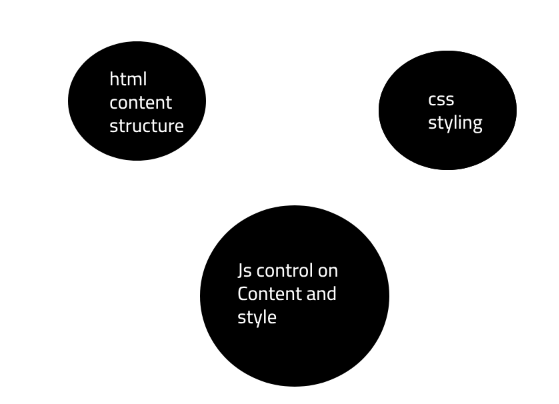 html
content
structure
css
styling
Js control on
Content and
style